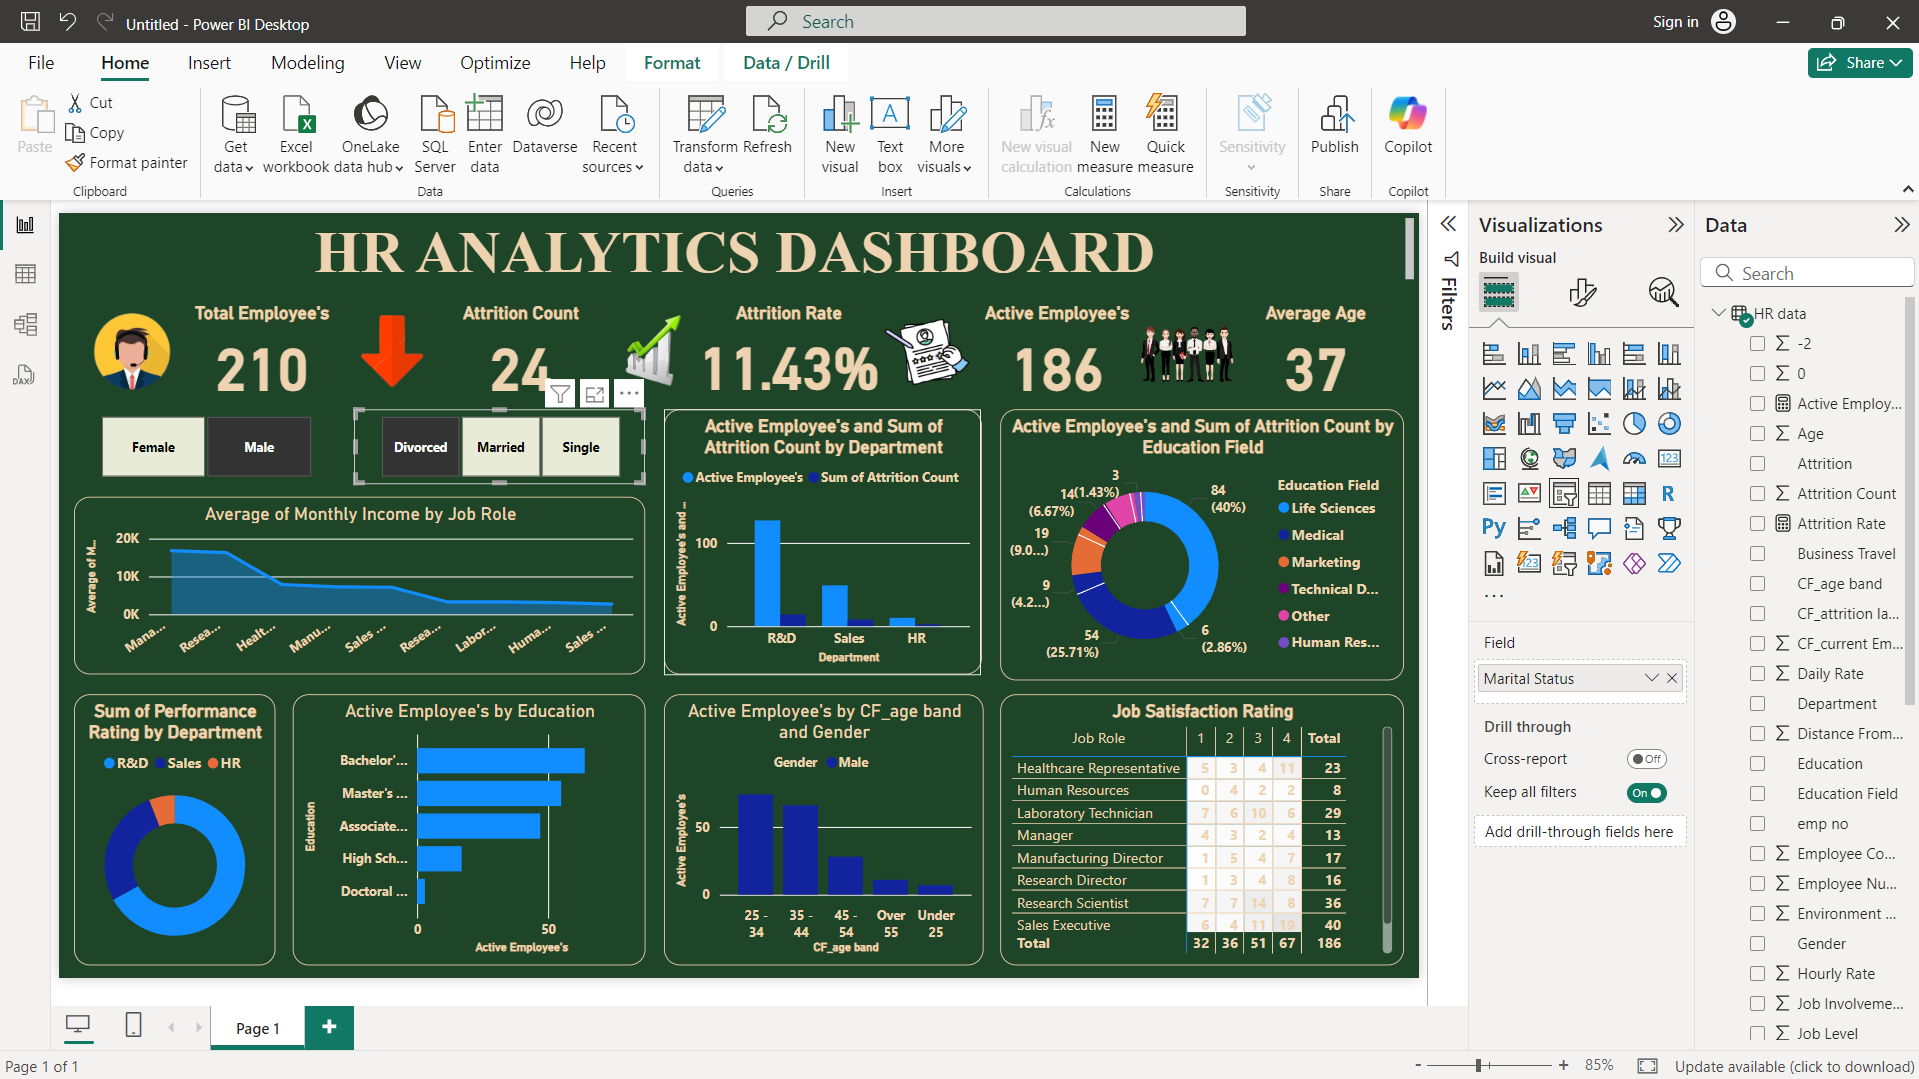 Untitled - Power BI Desktop
Search
Sign in
File
Home
Insert
Modeling
View
Optimize
Help
Format
Data / Drill
Share
Paste
Cut
Copy
Format painter
Clipboard
Get data
Excel workbook
OneLake data hub
SQL Server
Enter data
Dataverse
Recent sources
Data
Transform data
Refresh
Queries
New visual
Text box
More visuals
Insert
New visual calculation
New measure
Quick measure
Calculations
Sensitivity
Sensitivity
Publish
Share
Copilot
Copilot
HR ANALYTICS DASHBOARD
Total Employee's
210
Attrition Count
24
Attrition Rate
11.43%
Active Employee's
186
Average Age
37
Female
Male
Divorced
Married
Single
Average of Monthly Income by Job Role
Average of M...
20K
10K
0K
Mana...
Resea...
Healt...
Manu...
Sales ...
Resea...
Labor...
Huma...
Sales ...
Active Employee's and Sum of
Attrition Count by Department
Active Employee's
Sum of Attrition Count
Active Employee's and ...
100
0
R&D
Sales
HR
Department
Active Employee's and Sum of Attrition Count by
Education Field
3
(1.43%)
14
(6.67%)
19
(9.0...)
9
(4.2...)
54
(25.71%)
6
(2.86%)
84
(40%)
Education Field
Life Sciences
Medical
Marketing
Technical D...
Other
Human Res...
Sum of Performance
Rating by Department
R&D
Sales
HR
Active Employee's by Education
Education
Bachelor'...
Master's ...
Associate...
High Sch...
Doctoral ...
0
50
Active Employee's
Active Employee's by CF_age band
and Gender
Gender
Male
Active Employee's
50
0
25 - 34
35 - 44
45 - 54
Over 55
Under 25
CF_age band
Job Satisfaction Rating
Job Role 1 2 3 4 Total
Healthcare Representative 5 3 4 11 23
Human Resources 0 4 2 2 8
Laboratory Technician 7 6 10 6 29
Manager 4 3 2 4 13
Manufacturing Director 1 5 4 7 17
Research Director 1 3 4 8 16
Research Scientist 7 7 14 8 36
Sales Executive 6 4 11 19 40
Total 32 36 51 67 186
Filters
Visualizations
Build visual
Field
Marital Status
Drill through
Cross-report
Off
Keep all filters
On
Add drill-through fields here
Data
Search
HR data
-2
0
Active Employ...
Age
Attrition
Attrition Count
Attrition Rate
Business Travel
CF_age band
CF_attrition la...
CF_current Em...
Daily Rate
Department
Distance From...
Education
Education Field
emp no
Employee Co...
Employee Nu...
Environment ...
Gender
Hourly Rate
Job Involveme...
Job Level
Page 1
Page 1 of 1
85%
Update available (click to download)